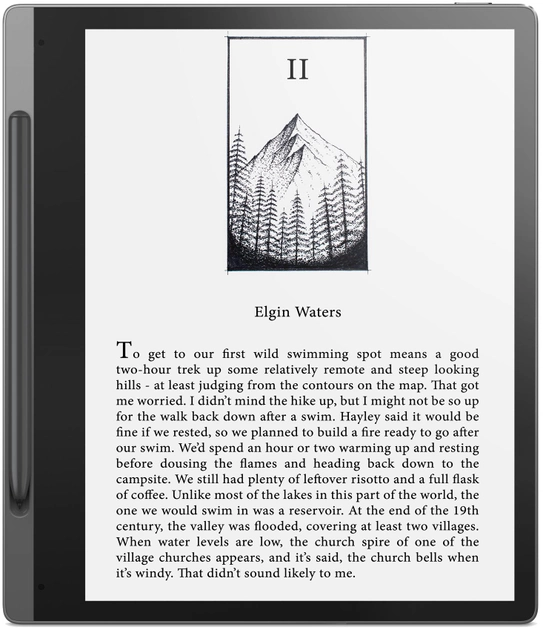 II
Elgin Waters
To get to our first wild swimming spot means a good
two-hour trek up some relatively remote and steep looking
hills - at least judging from the contours on the map. That got
me worried. I didn't mind the hike up, but I might not be so up
for the walk back down after a swim. Hayley said it would be
fine if we rested, so we planned to build a fire ready to go after
our swim. We'd spend an hour or two warming up and resting
before dousing the flames and heading back down to the
campsite. We still had plenty of leftover risotto and a full flask
of coffee. Unlike most of the lakes in this part of the world, the
one we would swim in was a reservoir. At the end of the 19th
century, the valley was flooded, covering at least two villages.
When water levels are low, the church spire of one of the
village churches appears, and it's said, the church bells when
it's windy. That didn't sound likely to me.